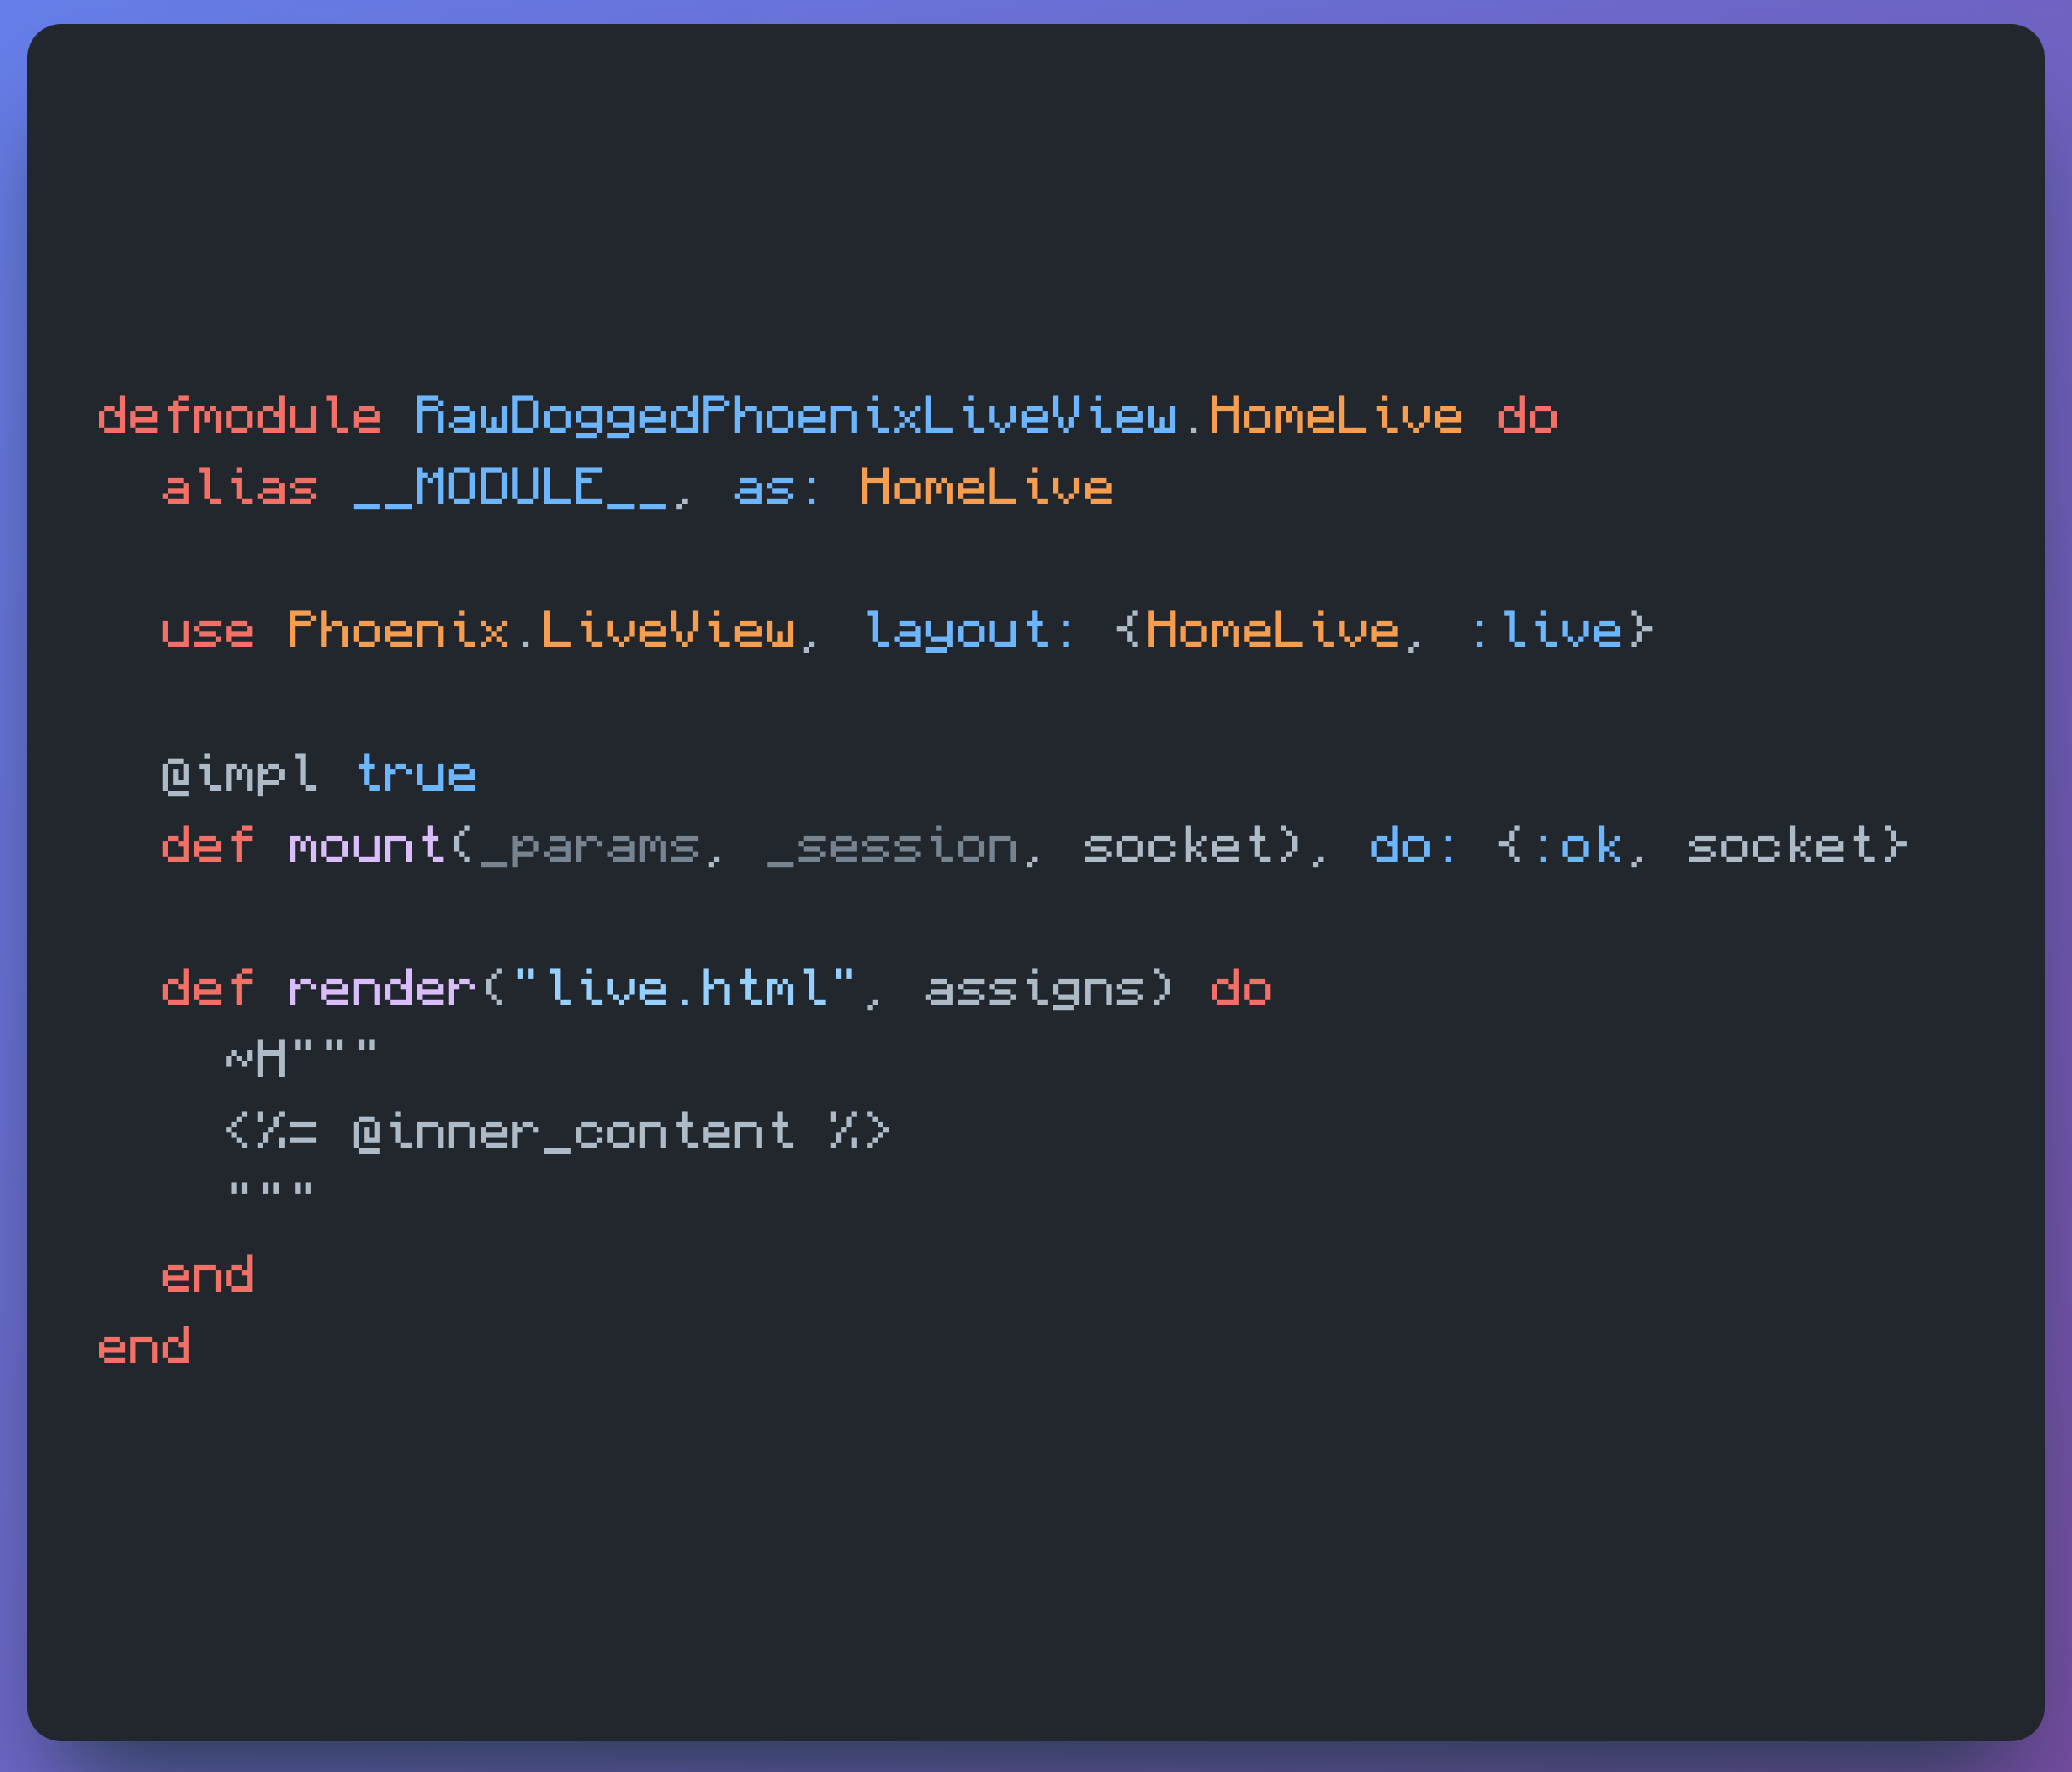 defmodule RawDoggedPhoenixLiveView.HomeLive do
  alias __MODULE__, as: HomeLive

  use Phoenix.LiveView, layout: {HomeLive, :live}

  @impl true
  def mount(_params, _session, socket), do: {:ok, socket}

  def render("live.html", assigns) do
    ~H"""
    <%= @inner_content %>
    """
  end
end